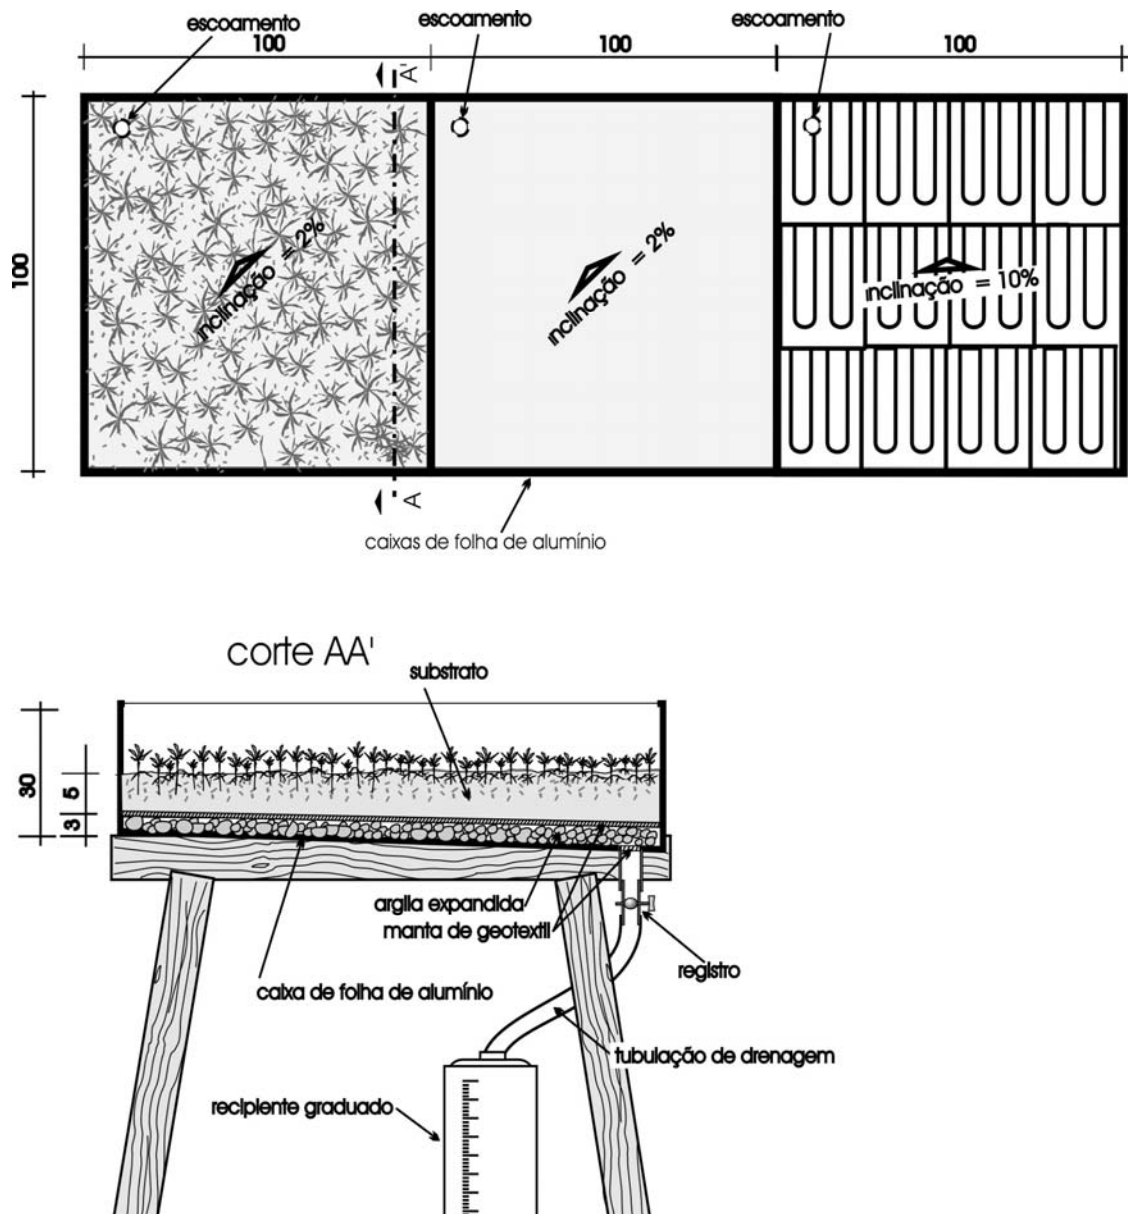 escoamento
escoamento
escoamento
100
100
100
A'
100
inclinação = 2%
inclinação = 2%
inclinação = 10%
A
caixas de folha de alumínio
corte AA'
substrato
30
5
3
argila expandida
manta de geotextil
registro
caixa de folha de alumínio
tubulação de drenagem
recipiente graduado